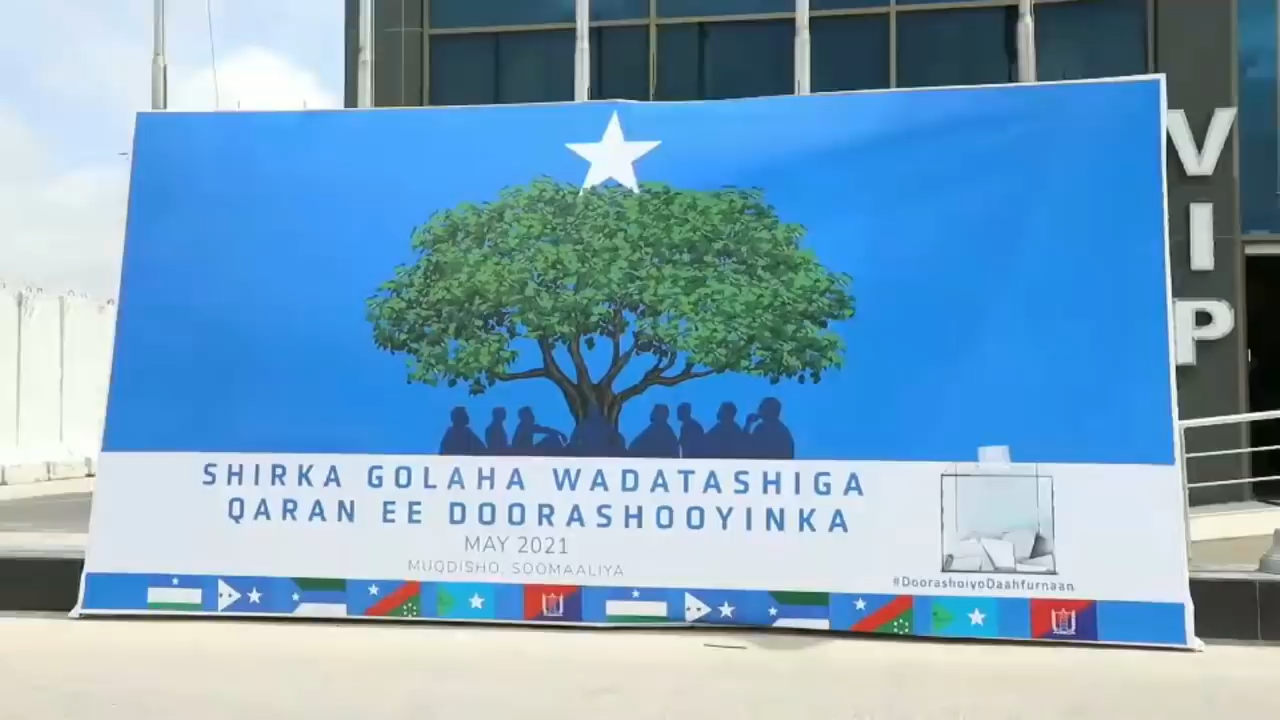 SHIRKA GOLAHA WADATASHIGA
QARAN EE DOORASHOOYINKA
MAY 2021
MUQDISHO, SOOMAALIYA
#DoorashoiyoDaahfurnaan
VIP